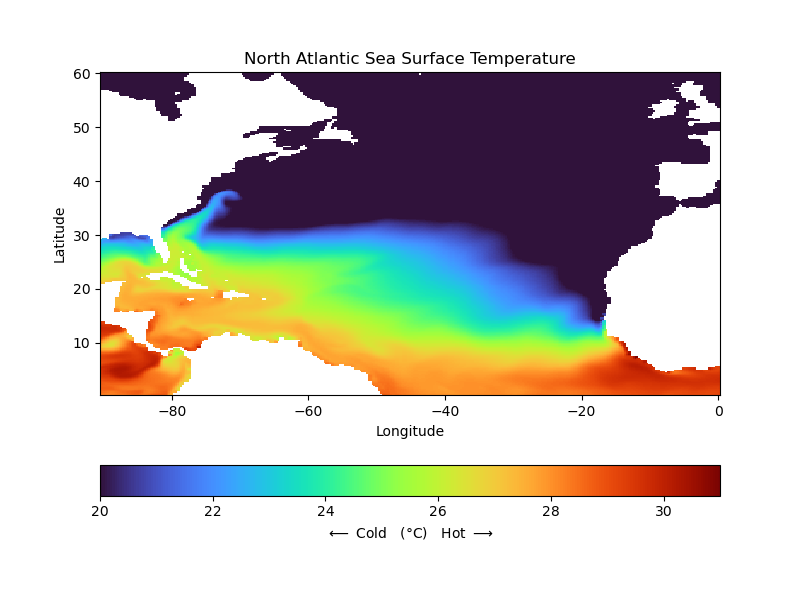 North Atlantic Sea Surface Temperature
60
50
40
30
20
10
Latitude
−80 −60 −40 −20 0
Longitude
20 22 24 26 28 30
⟵ Cold (°C) Hot ⟶